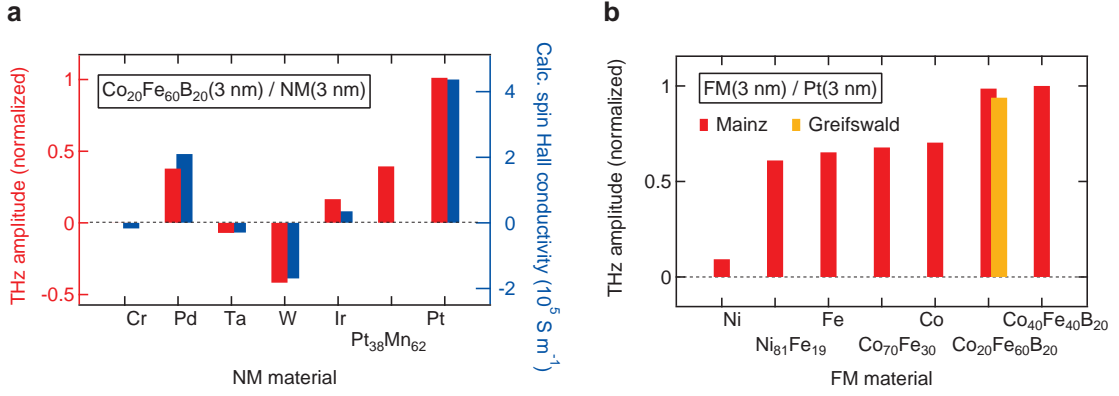 a
Co20Fe60B20(3 nm) / NM(3 nm)
THz amplitude (normalized)
1
0.5
0
-0.5
Calc. spin Hall conductivity (10^5 S m^-1)
4
2
0
-2
Cr Pd Ta W Ir Pt
Pt38Mn62
NM material
b
FM(3 nm) / Pt(3 nm)
Mainz Greifswald
THz amplitude (normalized)
1
0.5
0
Ni Fe Co Co40Fe40B20
Ni81Fe19 Co70Fe30 Co20Fe60B20
FM material